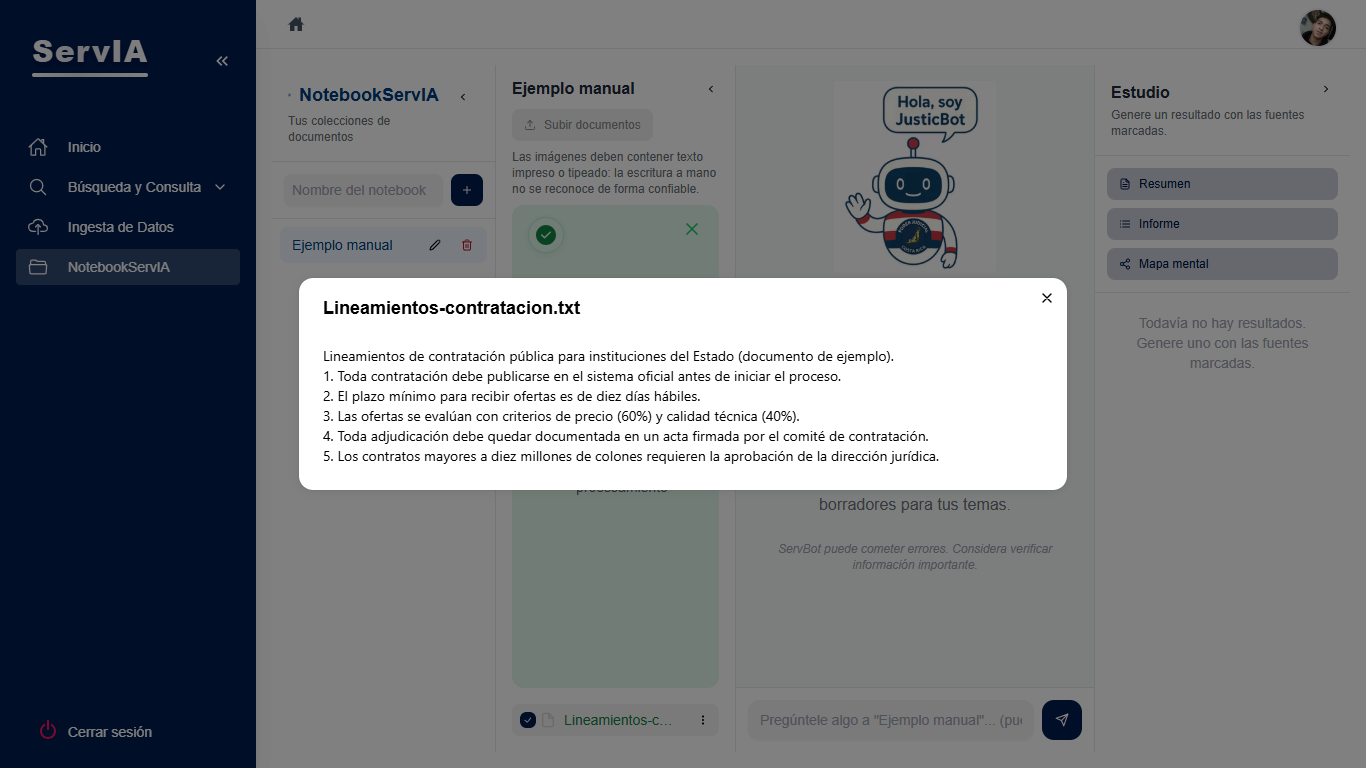 ServIA
Inicio
Búsqueda y Consulta
Ingesta de Datos
NotebookServIA
Cerrar sesión
NotebookServIA
Tus colecciones de
documentos
Nombre del notebook
Ejemplo manual
Ejemplo manual
Subir documentos
Las imágenes deben contener texto
impreso o tipeado: la escritura a mano
no se reconoce de forma confiable.
Lineamientos-c...
Hola, soy
JusticBot
PODER JUDICIAL
COSTA RICA
borradores para tus temas.
ServBot puede cometer errores. Considera verificar
información importante.
Pregúntele algo a "Ejemplo manual"... (pue
Estudio
Genere un resultado con las fuentes
marcadas.
Resumen
Informe
Mapa mental
Todavía no hay resultados.
Genere uno con las fuentes
marcadas.
Lineamientos-contratacion.txt
Lineamientos de contratación pública para instituciones del Estado (documento de ejemplo).
1. Toda contratación debe publicarse en el sistema oficial antes de iniciar el proceso.
2. El plazo mínimo para recibir ofertas es de diez días hábiles.
3. Las ofertas se evalúan con criterios de precio (60%) y calidad técnica (40%).
4. Toda adjudicación debe quedar documentada en un acta firmada por el comité de contratación.
5. Los contratos mayores a diez millones de colones requieren la aprobación de la dirección jurídica.